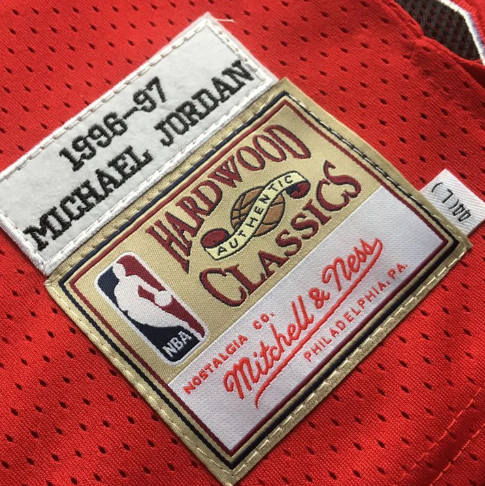 1996-97
MICHAEL JORDAN
HARDWOOD
AUTHENTIC
CLASSICS
NBA
NOSTALGIA CO.
Mitchell & Ness
PHILADELPHIA, PA.